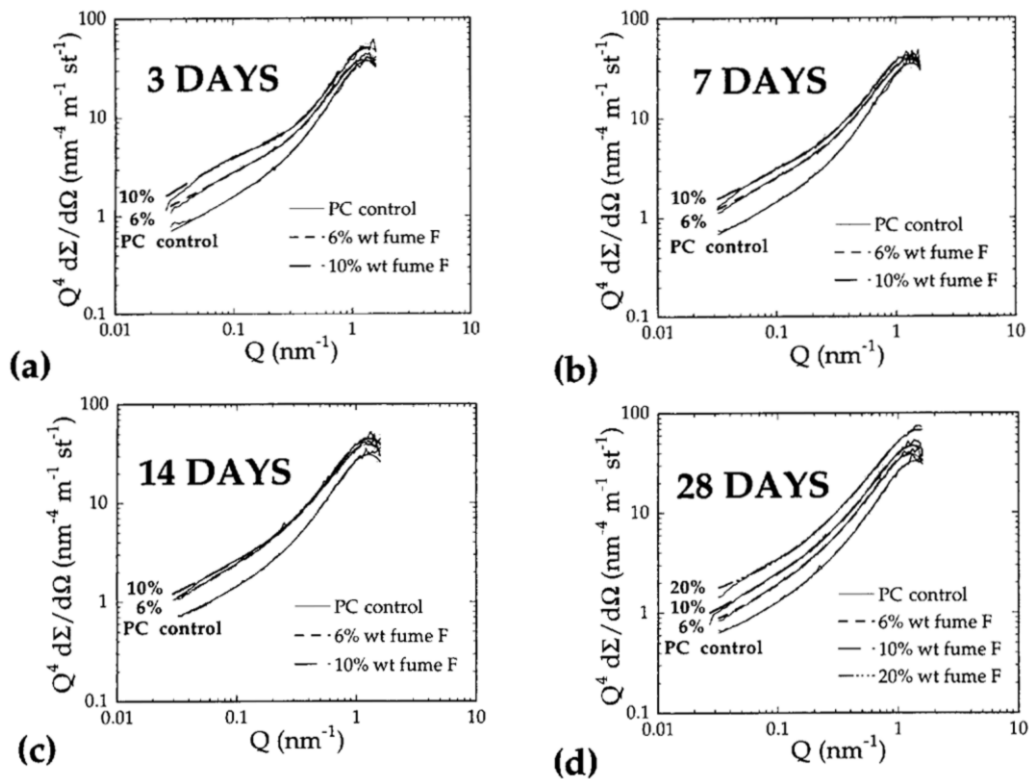 100
10
1
0.1
0.01 0.1 1 10
Q⁴ dΣ/dΩ (nm⁻⁴ m⁻¹ st⁻¹)
Q (nm⁻¹)
3 DAYS
10%
6%
PC control
PC control
6% wt fume F
10% wt fume F
(a)
100
10
1
0.1
0.01 0.1 1 10
Q⁴ dΣ/dΩ (nm⁻⁴ m⁻¹ st⁻¹)
Q (nm⁻¹)
7 DAYS
10%
6%
PC control
PC control
6% wt fume F
10% wt fume F
(b)
100
10
1
0.1
0.01 0.1 1 10
Q⁴ dΣ/dΩ (nm⁻⁴ m⁻¹ st⁻¹)
Q (nm⁻¹)
14 DAYS
10%
6%
PC control
PC control
6% wt fume F
10% wt fume F
(c)
100
10
1
0.1
0.01 0.1 1 10
Q⁴ dΣ/dΩ (nm⁻⁴ m⁻¹ st⁻¹)
Q (nm⁻¹)
28 DAYS
20%
10%
6%
PC control
PC control
6% wt fume F
10% wt fume F
20% wt fume F
(d)